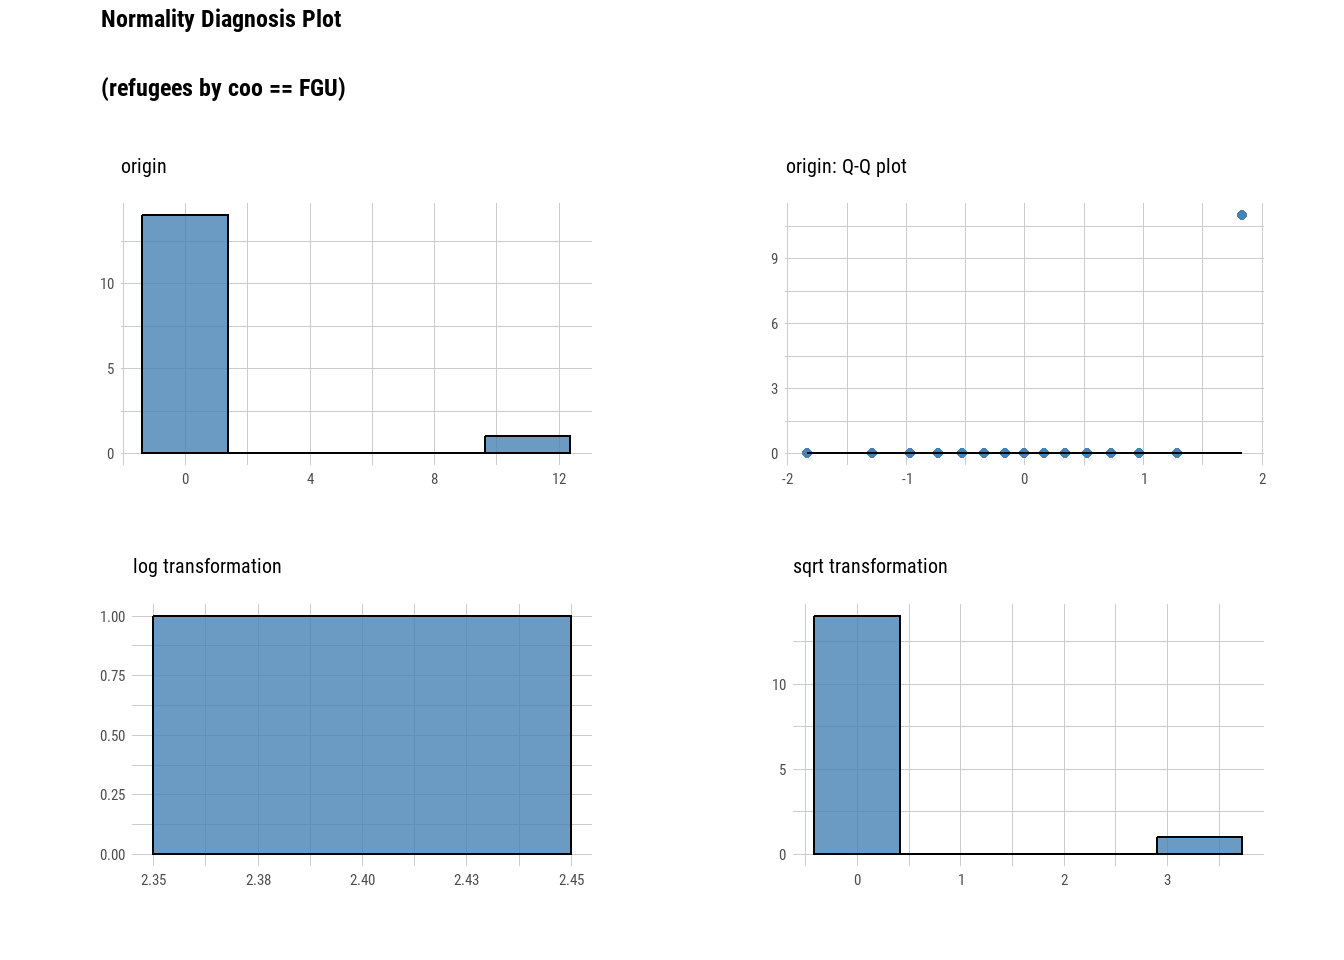 Normality Diagnosis Plot
(refugees by coo == FGU)
origin
10
5
0
0 4 8 12
origin: Q-Q plot
9
6
3
0
-2 -1 0 1 2
log transformation
1.00
0.75
0.50
0.25
0.00
2.35 2.38 2.40 2.43 2.45
sqrt transformation
10
5
0
0 1 2 3